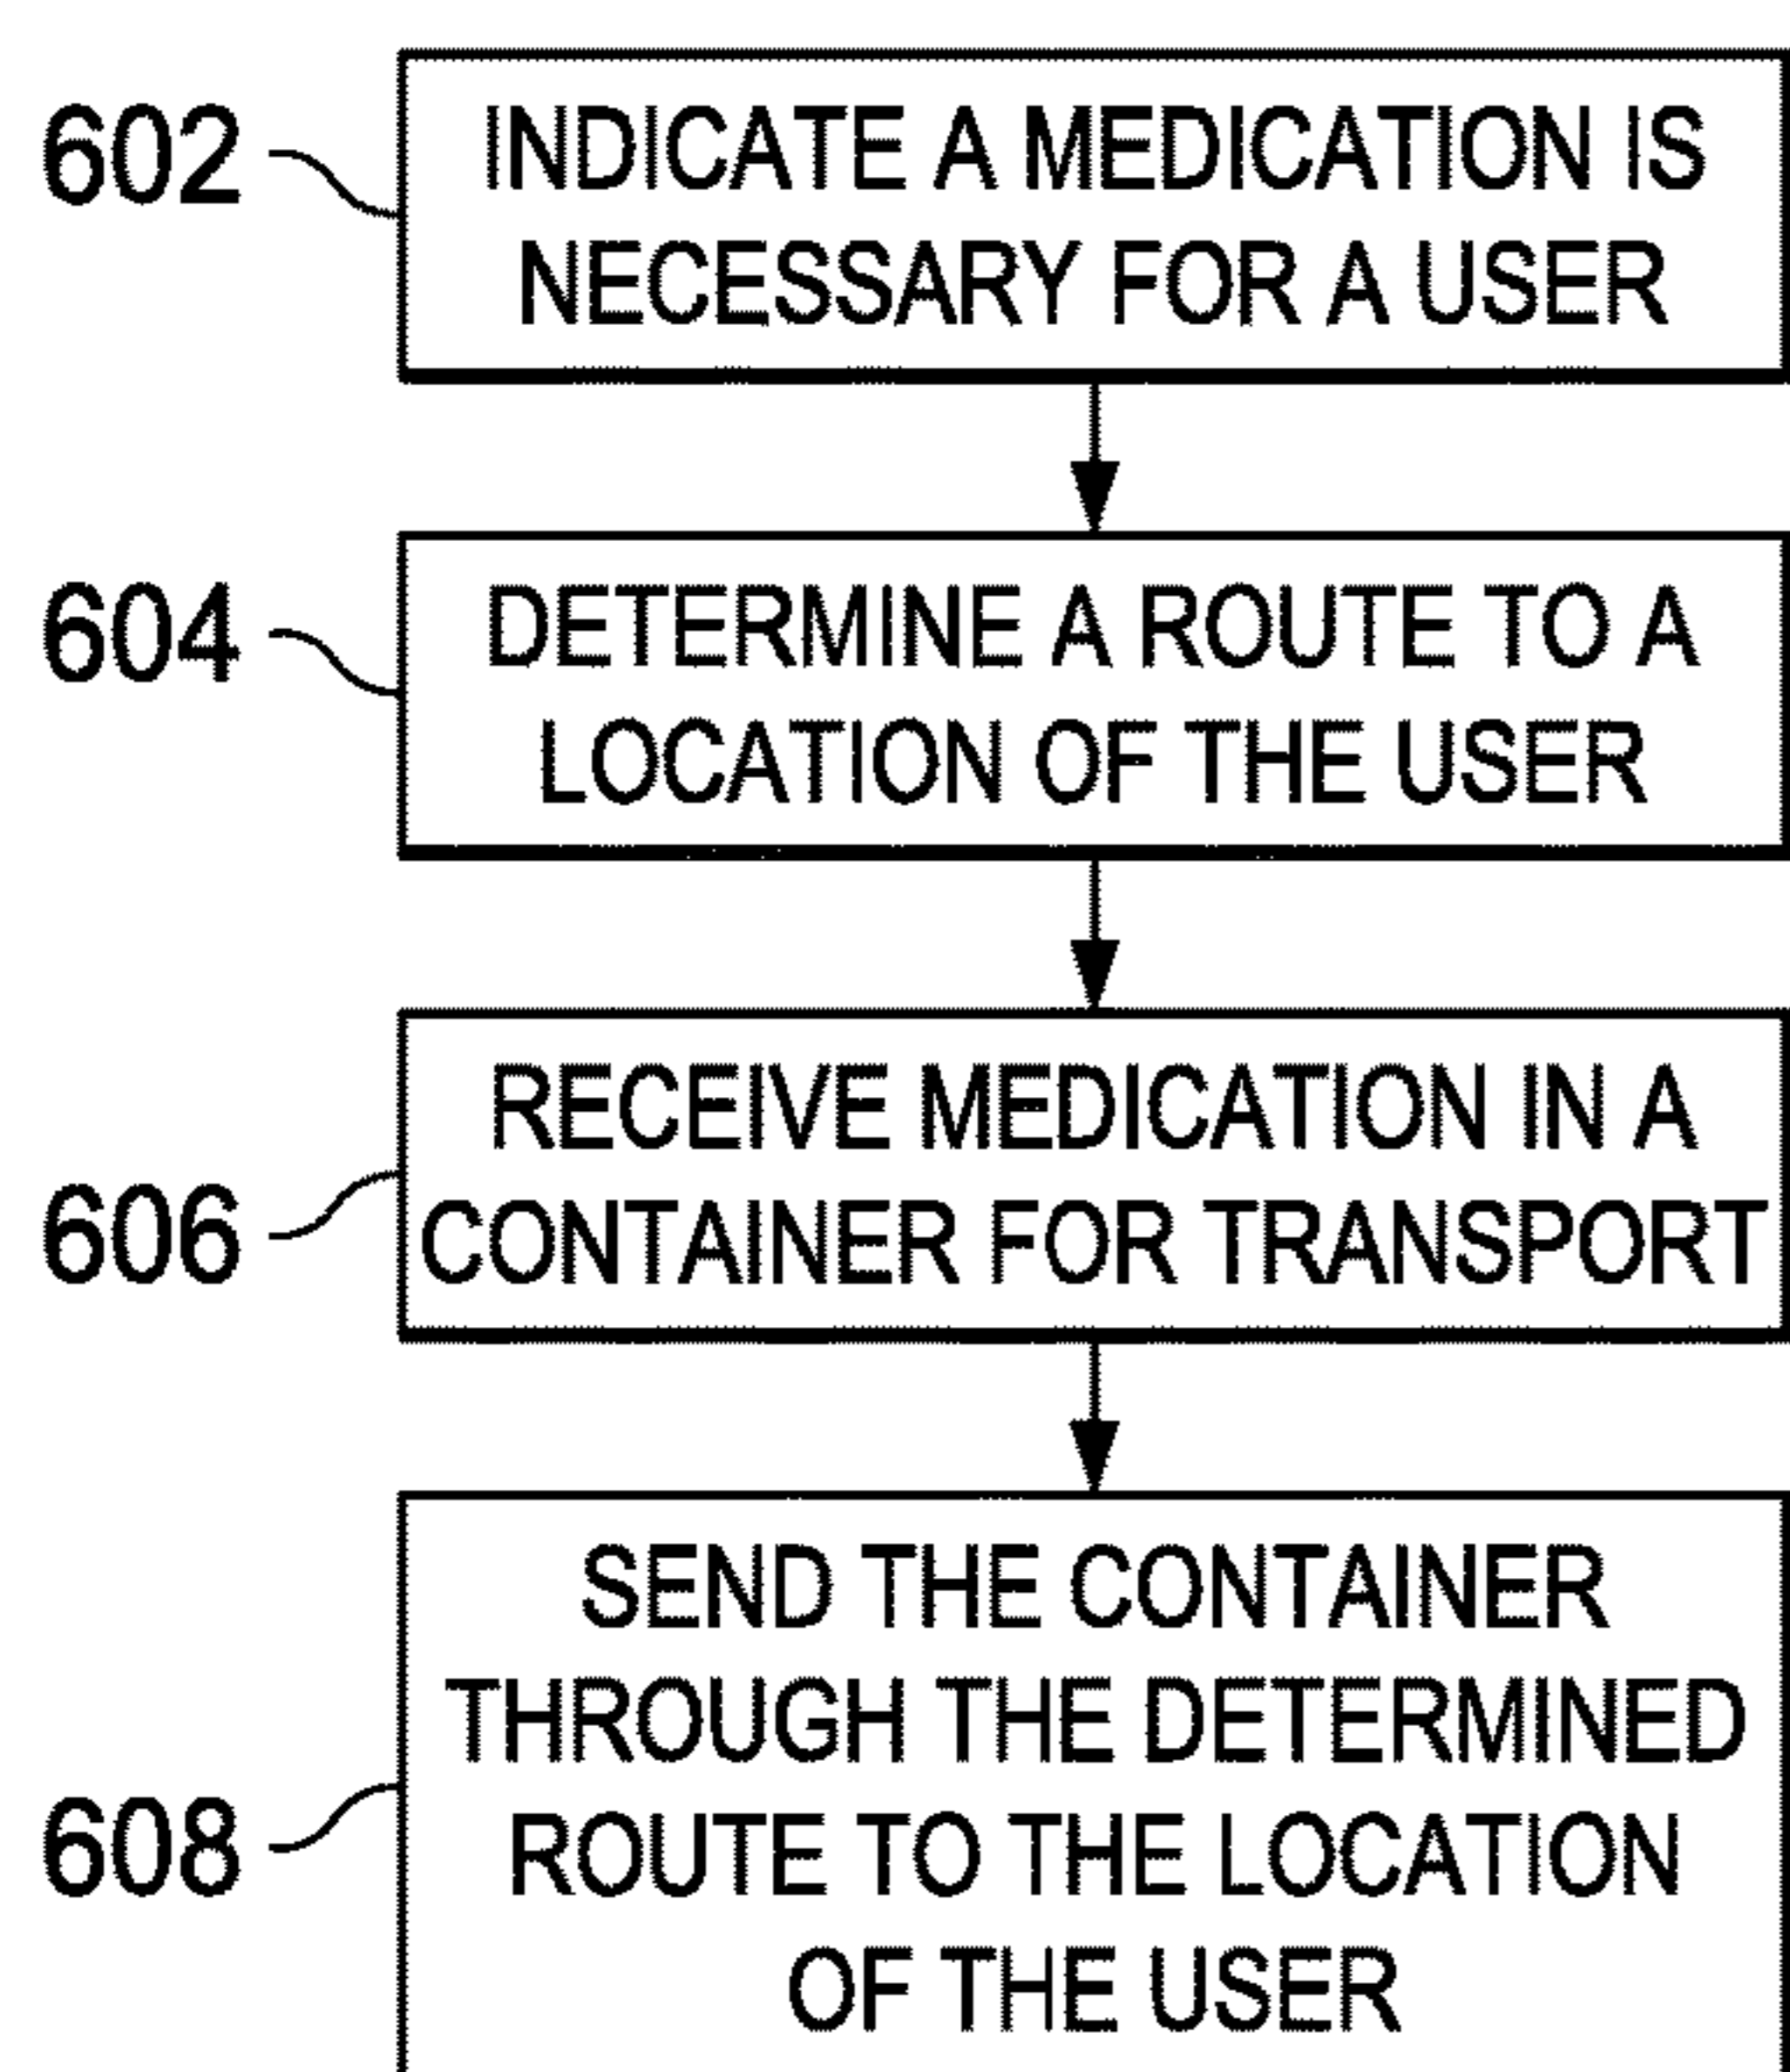 602
INDICATE A MEDICATION IS
NECESSARY FOR A USER
604
DETERMINE A ROUTE TO A
LOCATION OF THE USER
606
RECEIVE MEDICATION IN A
CONTAINER FOR TRANSPORT
608
SEND THE CONTAINER
THROUGH THE DETERMINED
ROUTE TO THE LOCATION
OF THE USER